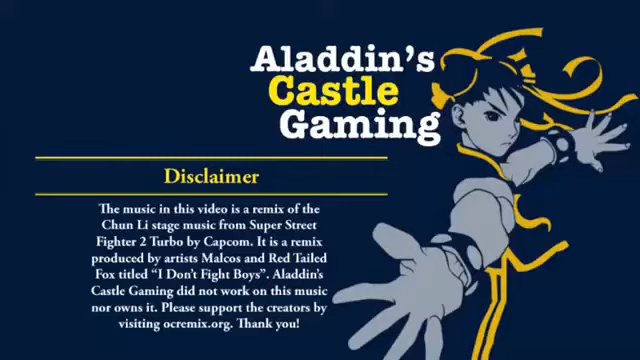 Aladdin's
Castle
Gaming
Disclaimer
The music in this video is a remix of the
Chun Li stage music from Super Street
Fighter 2 Turbo by Capcom. It is a remix
produced by artists Malcos and Red Tailed
Fox titled “I Don’t Fight Boys”. Aladdin’s
Castle Gaming did not work on this music
nor owns it. Please support the creators by
visiting ocremix.org. Thank you!